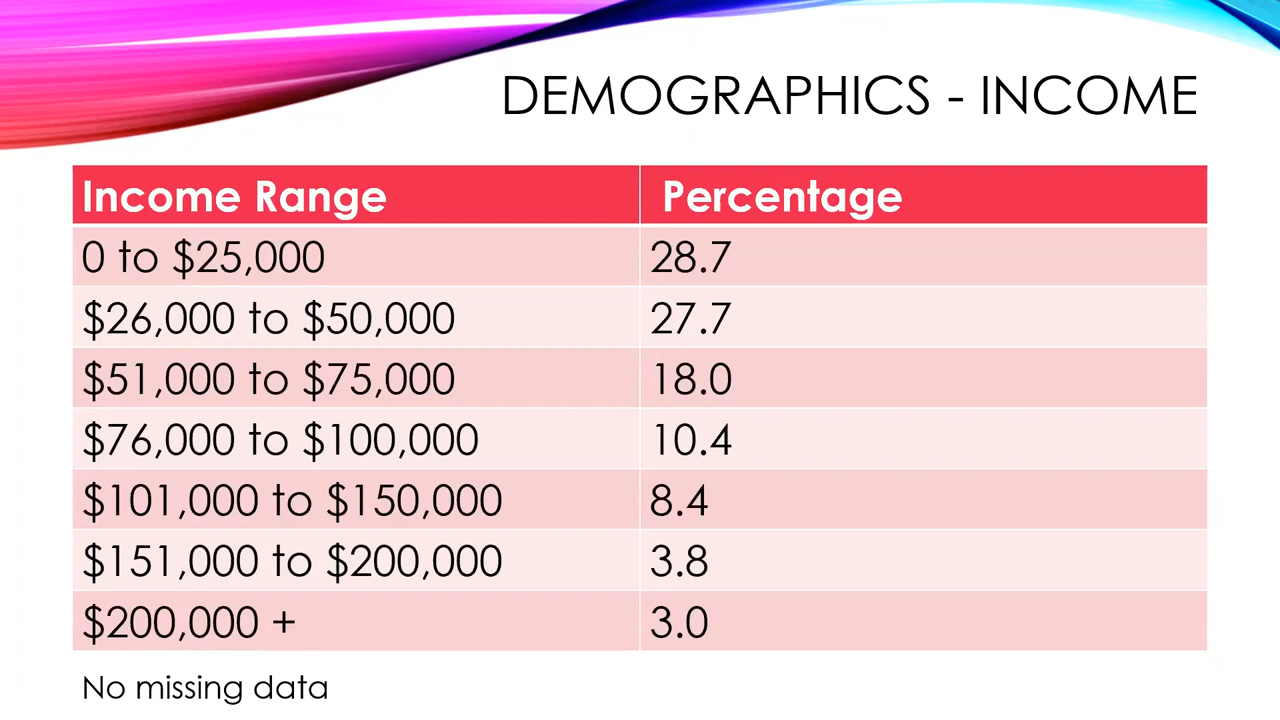 DEMOGRAPHICS - INCOME
Income Range Percentage
0 to $25,000 28.7
$26,000 to $50,000 27.7
$51,000 to $75,000 18.0
$76,000 to $100,000 10.4
$101,000 to $150,000 8.4
$151,000 to $200,000 3.8
$200,000 + 3.0
No missing data